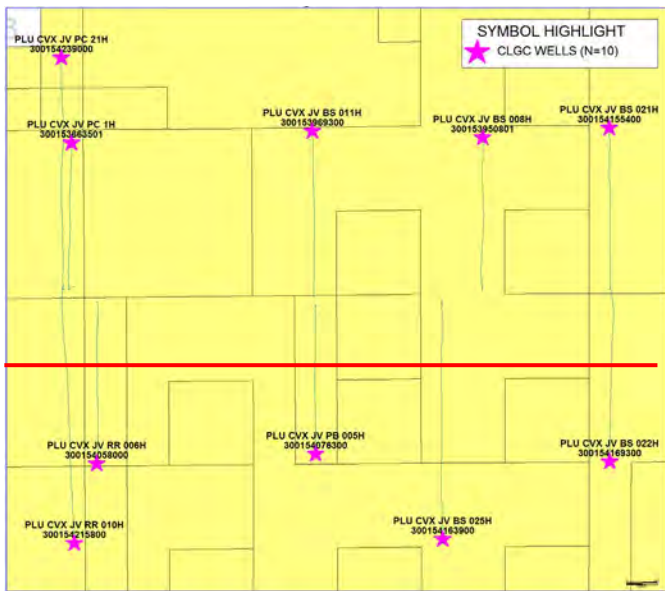 SYMBOL HIGHLIGHT
CLGC WELLS (N=10)
PLU CVX JV PC 21H
300154239000
PLU CVX JV PC 1H
300153663501
PLU CVX JV BS 011H
300153969300
PLU CVX JV BS 008H
300153950801
PLU CVX JV BS 021H
300154155400
PLU CVX JV RR 006H
300154058000
PLU CVX JV PB 005H
300154076300
PLU CVX JV BS 022H
300154169300
PLU CVX JV RR 010H
300154215800
PLU CVX JV BS 025H
300154163900